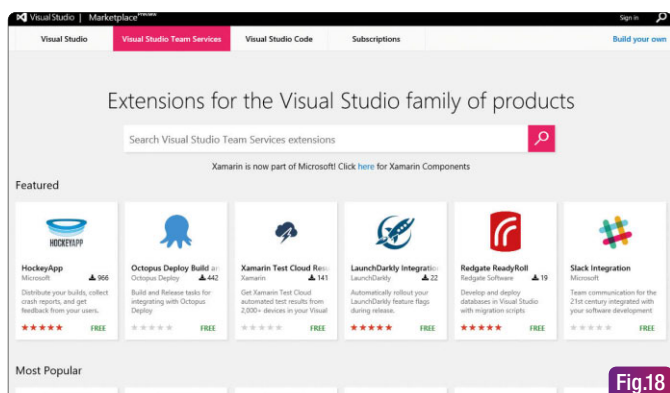 Visual Studio | Marketplace Preview
Sign in
Visual Studio
Visual Studio Team Services
Visual Studio Code
Subscriptions
Build your own
Extensions for the Visual Studio family of products
Search Visual Studio Team Services extensions
Xamarin is now part of Microsoft! Click here for Xamarin Components
Featured
HOCKEYAPP
HockeyApp
Microsoft 966
Distribute your builds, collect
crash reports, and get
feedback from your users.
FREE
Octopus Deploy Build an
Octopus Deploy 442
Build and Release tasks for
integrating with Octopus
Deploy
FREE
Xamarin Test Cloud Resu
Xamarin 141
Get Xamarin Test Cloud
automated test results from
2,000+ devices in your Visual
FREE
LaunchDarkly Integration
LaunchDarkly 22
Automatically rollout your
LaunchDarkly feature flags
during release.
FREE
Redgate ReadyRoll
Redgate Software 19
Develop and deploy
databases in Visual Studio
with migration scripts
FREE
Slack Integration
Microsoft
Team communication for the
21st century integrated with
your software development
FREE
Most Popular
Fig.18